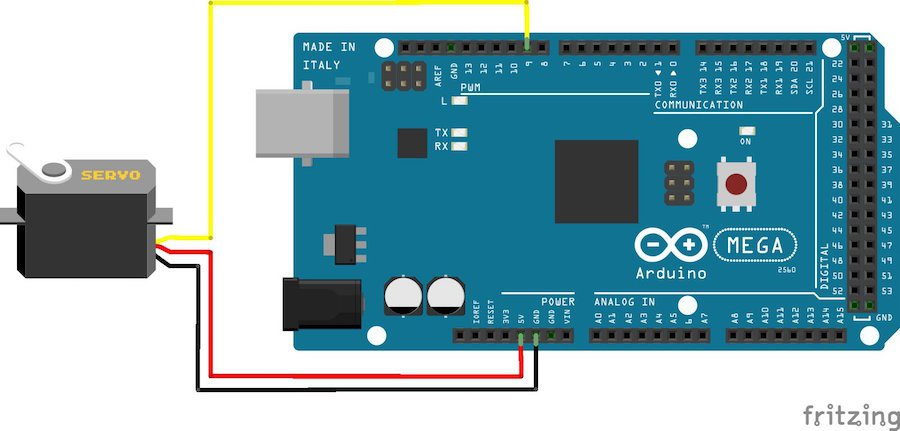 MADE IN
ITALY
AREF
GND
13
12
11
10
9
8
7
6
5
4
3
2
TX0 ◄ 1
RX0 ► 0
TX3 14
RX3 15
TX2 16
RX2 17
TX1 18
RX1 19
SDA 20
SCL 21
5V
PWM
COMMUNICATION
L
TX
RX
ON
SERVO
22
24
26
28
30 31
32 33
34 35
36 37
38 39
40 41
42 43
44 45
46 47
48 49
50 51
52 53
DIGITAL
GND
MEGA
TM
Arduino
2560
POWER
ANALOG IN
IOREF
RESET
3V3
5V
GND
GND
VIN
A0
A1
A2
A3
A4
A5
6
A7
A8
A9
A10
A11
A12
A13
A14
A15
fritzing